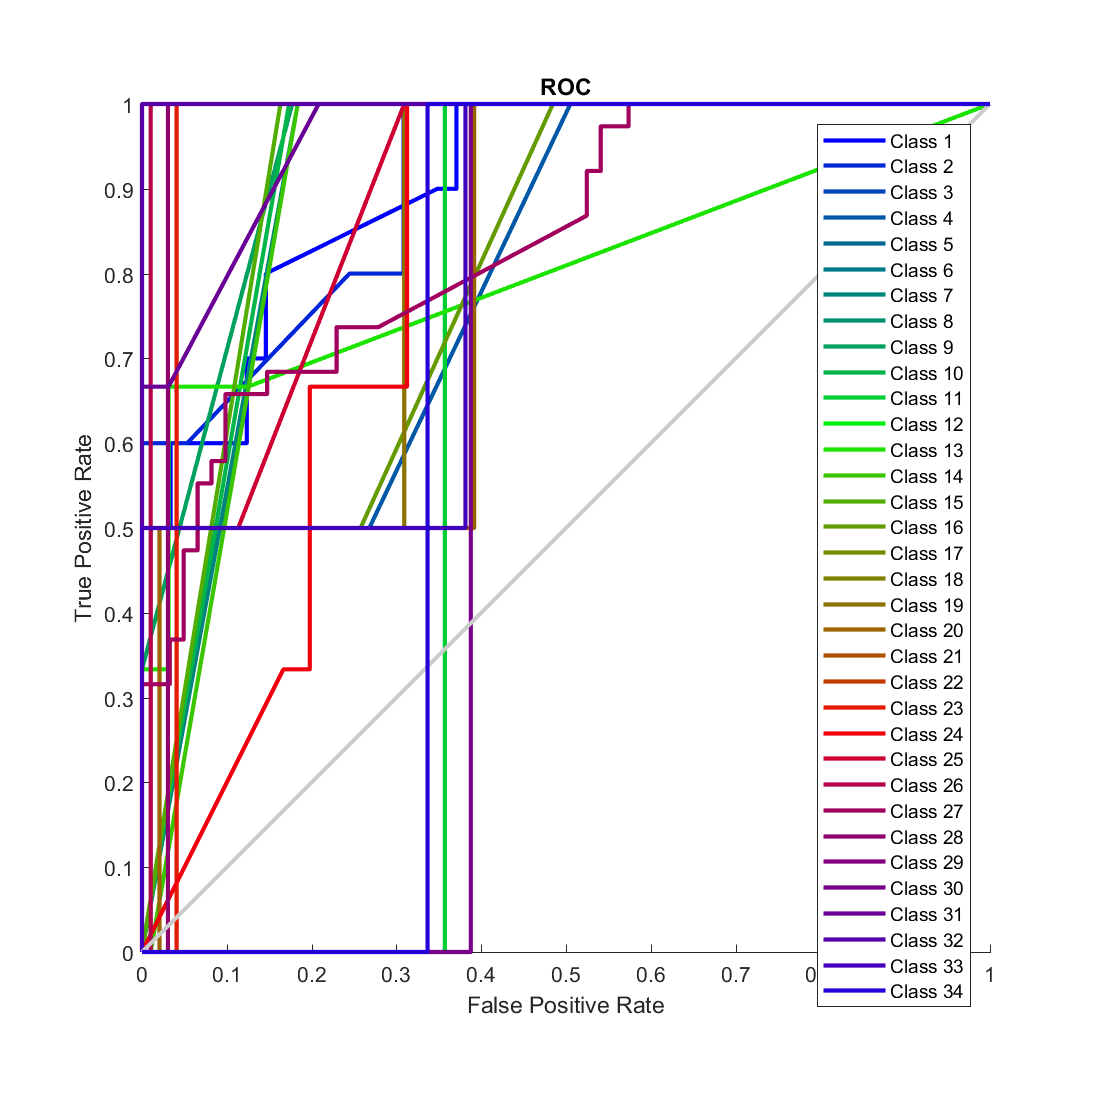 ROC
1
0.9
0.8
0.7
0.6
0.5
0.4
0.3
0.2
0.1
0
True Positive Rate
0 0.1 0.2 0.3 0.4 0.5 0.6 0.7 1
False Positive Rate
Class 1
Class 2
Class 3
Class 4
Class 5
Class 6
Class 7
Class 8
Class 9
Class 10
Class 11
Class 12
Class 13
Class 14
Class 15
Class 16
Class 17
Class 18
Class 19
Class 20
Class 21
Class 22
Class 23
Class 24
Class 25
Class 26
Class 27
Class 28
Class 29
Class 30
Class 31
Class 32
Class 33
Class 34